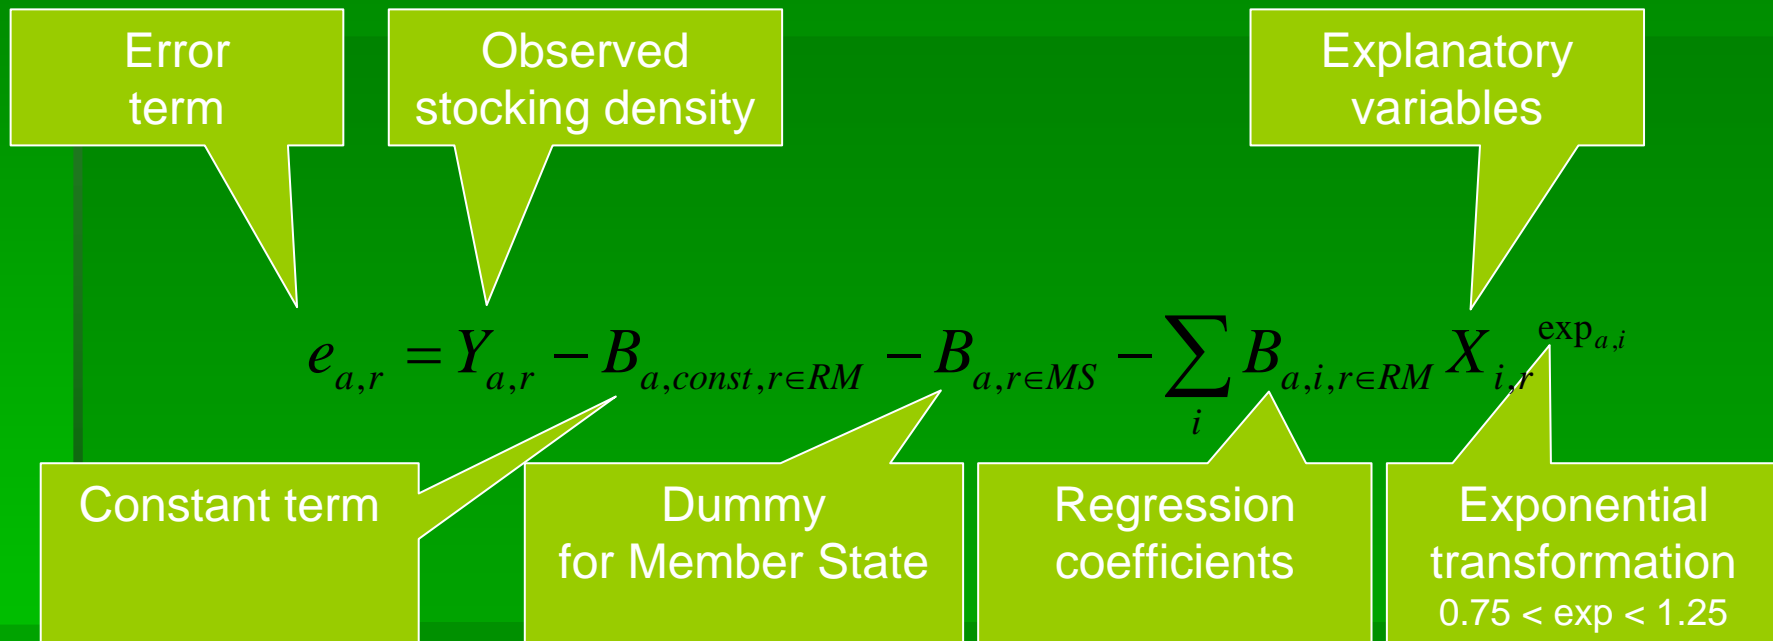 Error
term
Observed
stocking density
Explanatory
variables
e_{a,r} = Y_{a,r} − B_{a,const,r∈RM} − B_{a,r∈MS} − ∑_i B_{a,i,r∈RM} X_{i,r}^{exp_{a,i}}
Constant term
Dummy
for Member State
Regression
coefficients
Exponential
transformation
0.75 < exp < 1.25